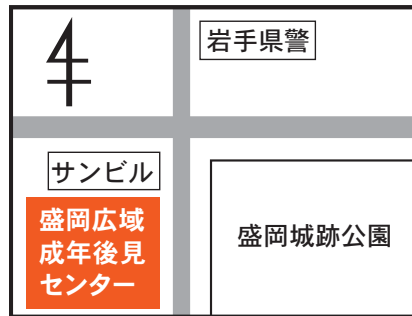 岩手県警
サンビル
盛岡広域
成年後見
センター
盛岡城跡公園